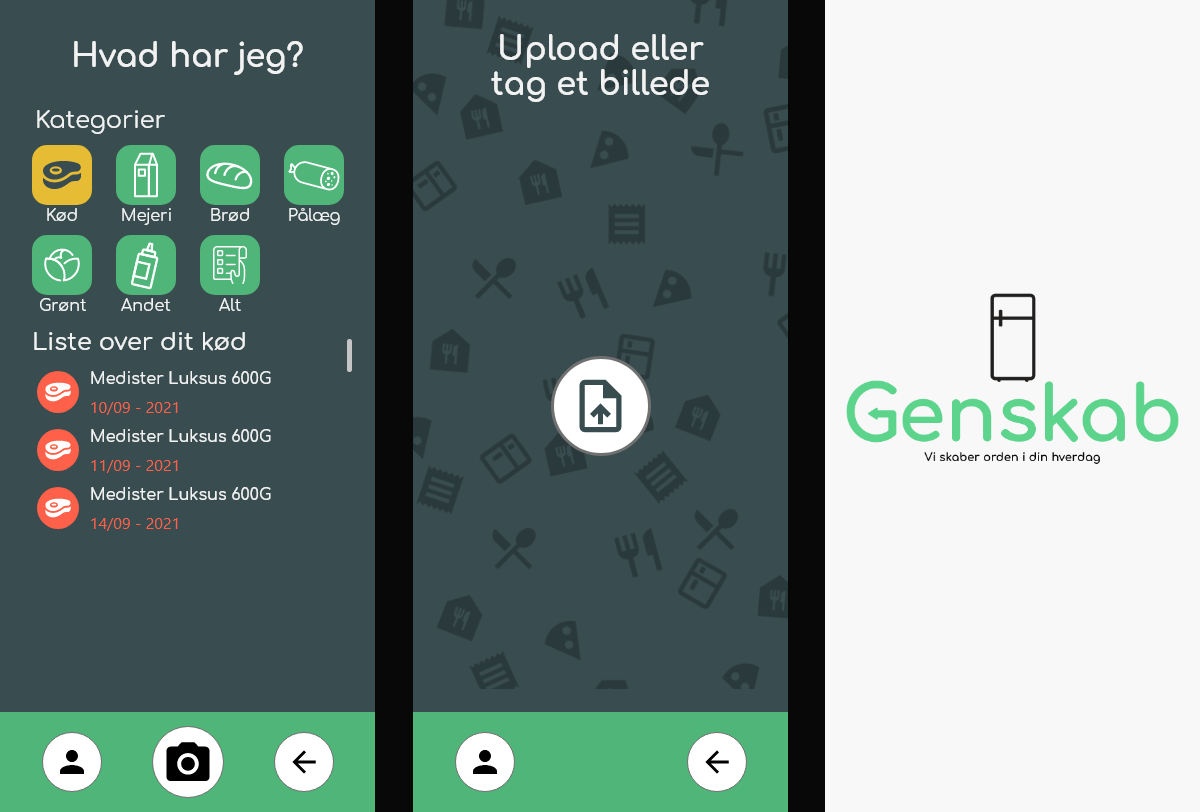 Hvad har jeg?
Kategorier
Kød
Mejeri
Brød
Pålæg
Grønt
Andet
Alt
Liste over dit kød
Medister Luksus 600G
10/09 - 2021
Medister Luksus 600G
11/09 - 2021
Medister Luksus 600G
14/09 - 2021
Upload eller
tag et billede
Genskab
Vi skaber orden i din hverdag